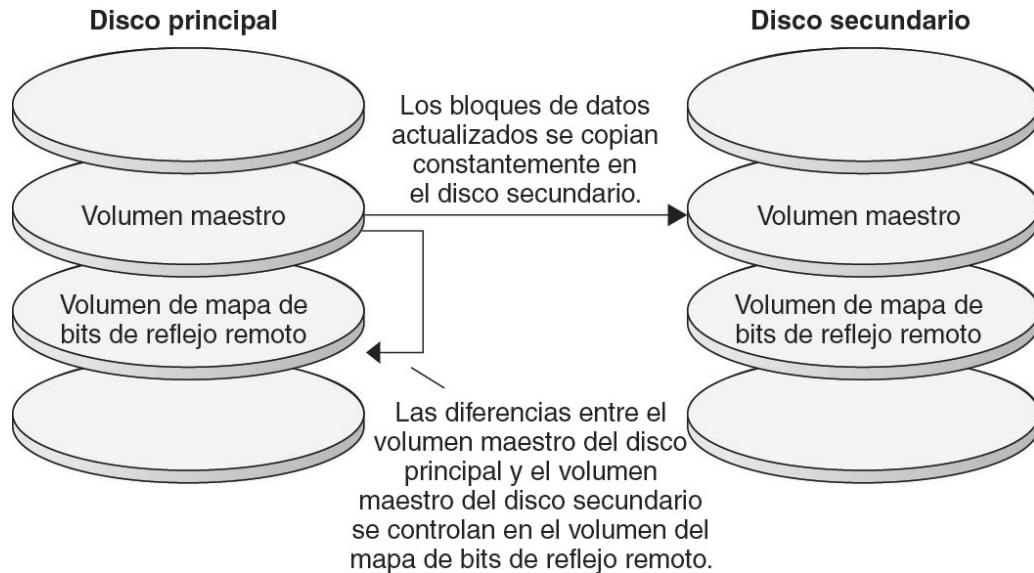 Disco principal
Disco secundario
Los bloques de datos
actualizados se copian
constantemente en
el disco secundario.
Volumen maestro
Volumen maestro
Volumen de mapa de
bits de reflejo remoto
Volumen de mapa de
bits de reflejo remoto
Las diferencias entre el
volumen maestro del disco
principal y el volumen
maestro del disco secundario
se controlan en el volumen del
mapa de bits de reflejo remoto.